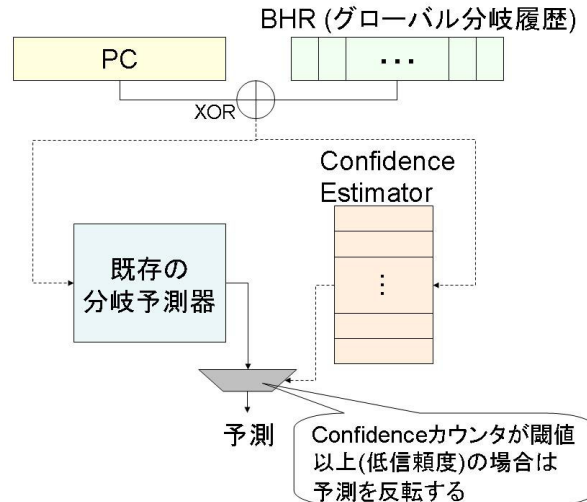 BHR (グローバル分岐履歴)
PC
...
XOR
Confidence
Estimator
既存の
分岐予測器
⋮
予測
Confidenceカウンタが閾値
以上(低信頼度)の場合は
予測を反転する